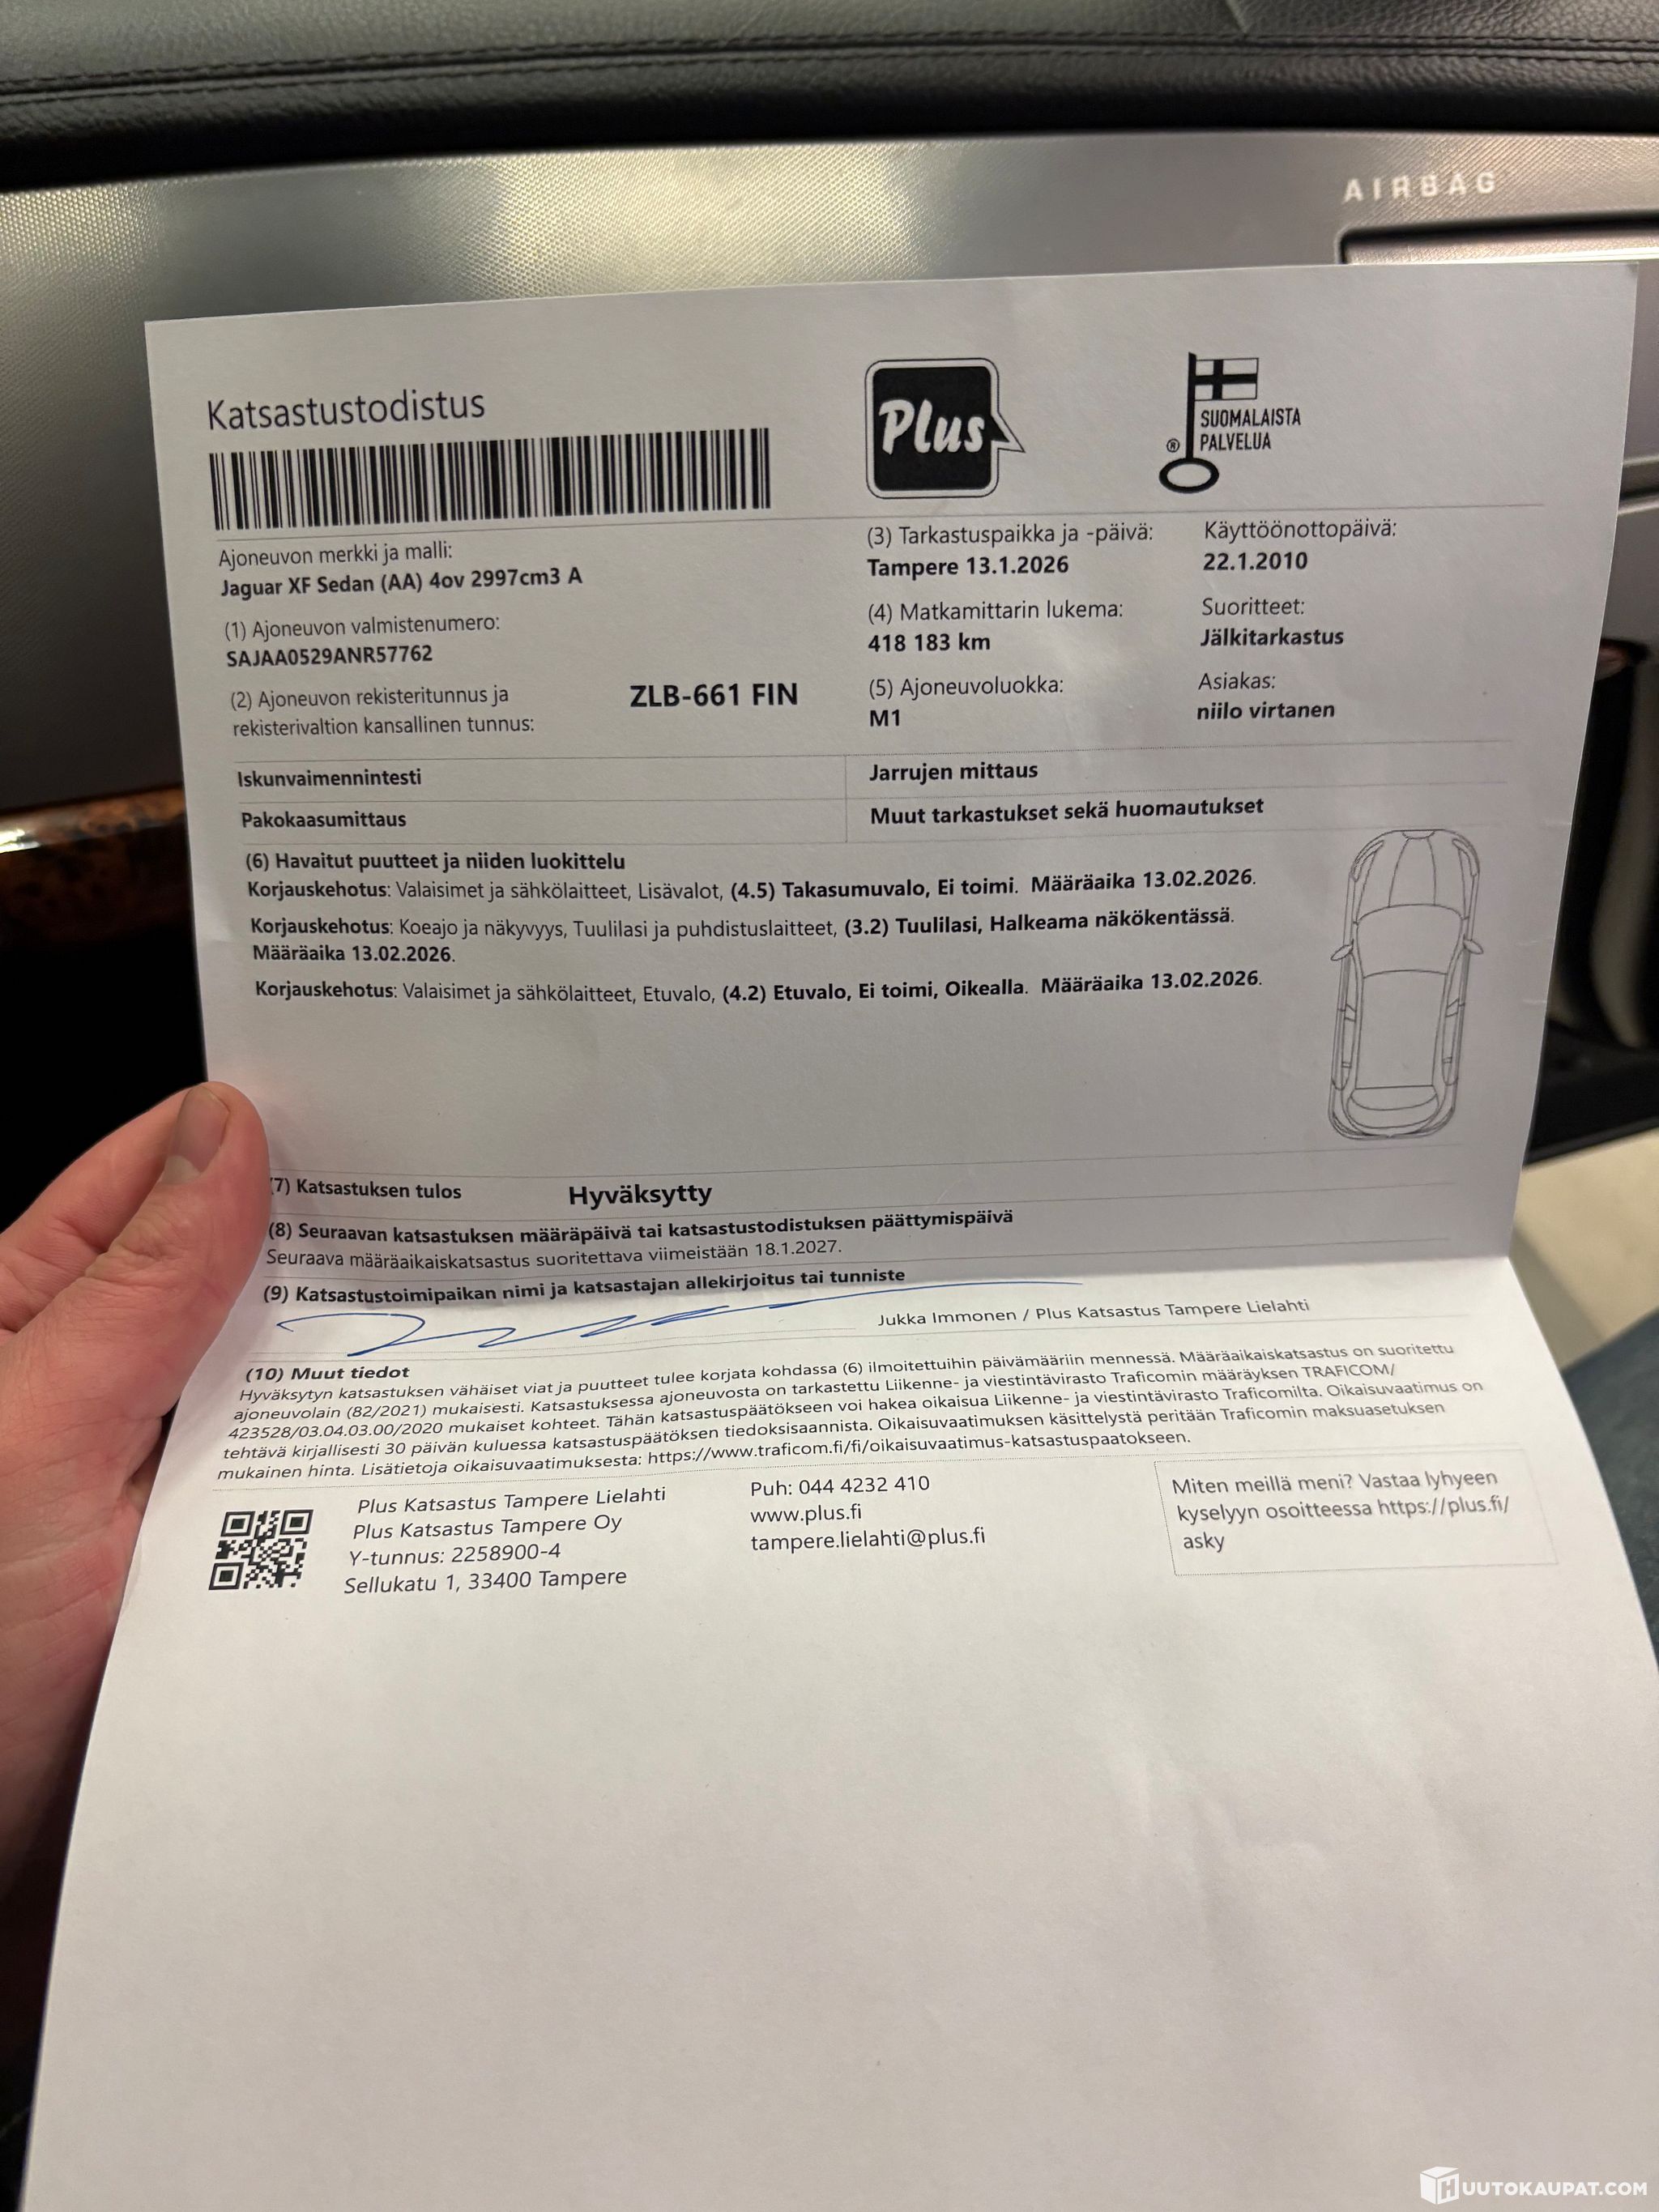 AIRBAG
Katsastustodistus
Plus
SUOMALAISTA
® PALVELUA
Ajoneuvon merkki ja malli:
Jaguar XF Sedan (AA) 4ov 2997cm3 A
(1) Ajoneuvon valmistenumero:
SAJAA0529ANR57762
(2) Ajoneuvon rekisteritunnus ja
rekisterivaltion kansallinen tunnus:
ZLB-661 FIN
(3) Tarkastuspaikka ja -päivä:
Tampere 13.1.2026
(4) Matkamittarin lukema:
418 183 km
(5) Ajoneuvoluokka:
M1
Käyttöönottopäivä:
22.1.2010
Suoritteet:
Jälkitarkastus
Asiakas:
niilo virtanen
Iskunvaimennintesti
Jarrujen mittaus
Pakokaasumittaus
Muut tarkastukset sekä huomautukset
(6) Havaitut puutteet ja niiden luokittelu
Korjauskehotus: Valaisimet ja sähkölaitteet, Lisävalot, (4.5) Takasumuvalo, Ei toimi. Määräaika 13.02.2026.
Korjauskehotus: Koeajo ja näkyvyys, Tuulilasi ja puhdistuslaitteet, (3.2) Tuulilasi, Halkeama näkökentässä.
Määräaika 13.02.2026.
Korjauskehotus: Valaisimet ja sähkölaitteet, Etuvalo, (4.2) Etuvalo, Ei toimi, Oikealla. Määräaika 13.02.2026.
7) Katsastuksen tulos Hyväksytty
(8) Seuraavan katsastuksen määräpäivä tai katsastustodistuksen päättymispäivä
Seuraava määräaikaiskatsastus suoritettava viimeistään 18.1.2027.
(9) Katsastustoimipaikan nimi ja katsastajan allekirjoitus tai tunniste
Jukka Immonen / Plus Katsastus Tampere Lielahti
(10) Muut tiedot
Hyväksytyn katsastuksen vähäiset viat ja puutteet tulee korjata kohdassa (6) ilmoitettuihin päivämääriin mennessä. Määräaikaiskatsastus on suoritettu
ajoneuvolain (82/2021) mukaisesti. Katsastuksessa ajoneuvosta on tarkastettu Liikenne- ja viestintävirasto Traficomin määräyksen TRAFICOM/
423528/03.04.03.00/2020 mukaiset kohteet. Tähän katsastuspäätökseen voi hakea oikaisua Liikenne- ja viestintävirasto Traficomilta. Oikaisuvaatimus on
tehtävä kirjallisesti 30 päivän kuluessa katsastuspäätöksen tiedoksisaannista. Oikaisuvaatimuksen käsittelystä peritään Traficomin maksuasetuksen
mukainen hinta. Lisätietoja oikaisuvaatimuksesta: https://www.traficom.fi/fi/oikaisuvaatimus-katsastuspaatokseen.
Plus Katsastus Tampere Lielahti
Plus Katsastus Tampere Oy
Y-tunnus: 2258900-4
Sellukatu 1, 33400 Tampere
Puh: 044 4232 410
www.plus.fi
tampere.lielahti@plus.fi
Miten meillä meni? Vastaa lyhyeen
kyselyyn osoitteessa https://plus.fi/
asky
HUUTOKAUPAT.COM